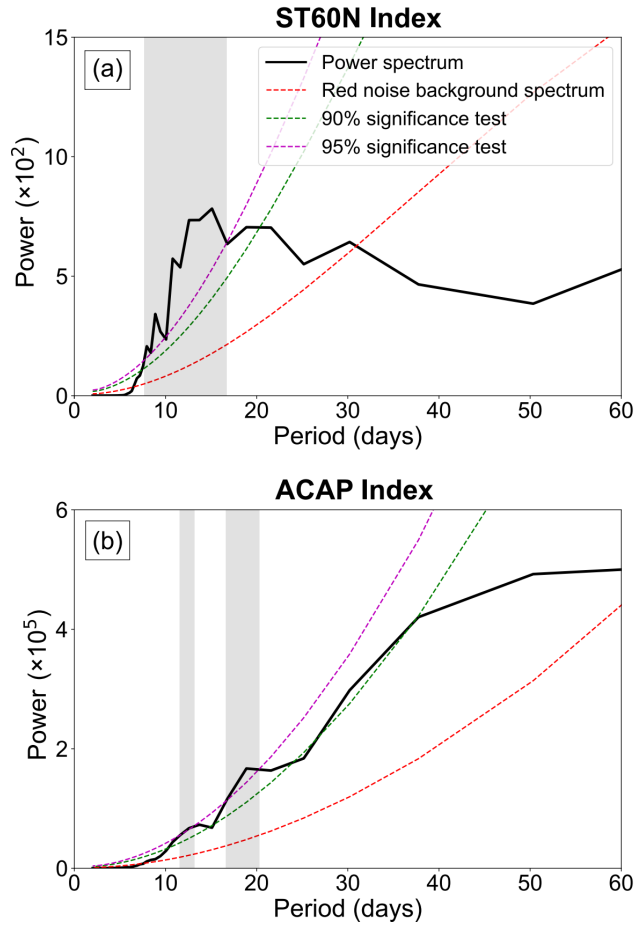 ST60N Index
(a)
Power spectrum
Red noise background spectrum
90% significance test
95% significance test
Power (×10²)
15
10
5
0
0 10 20 30 40 50 60
Period (days)
ACAP Index
(b)
Power (×10⁵)
6
4
2
0
0 10 20 30 40 50 60
Period (days)